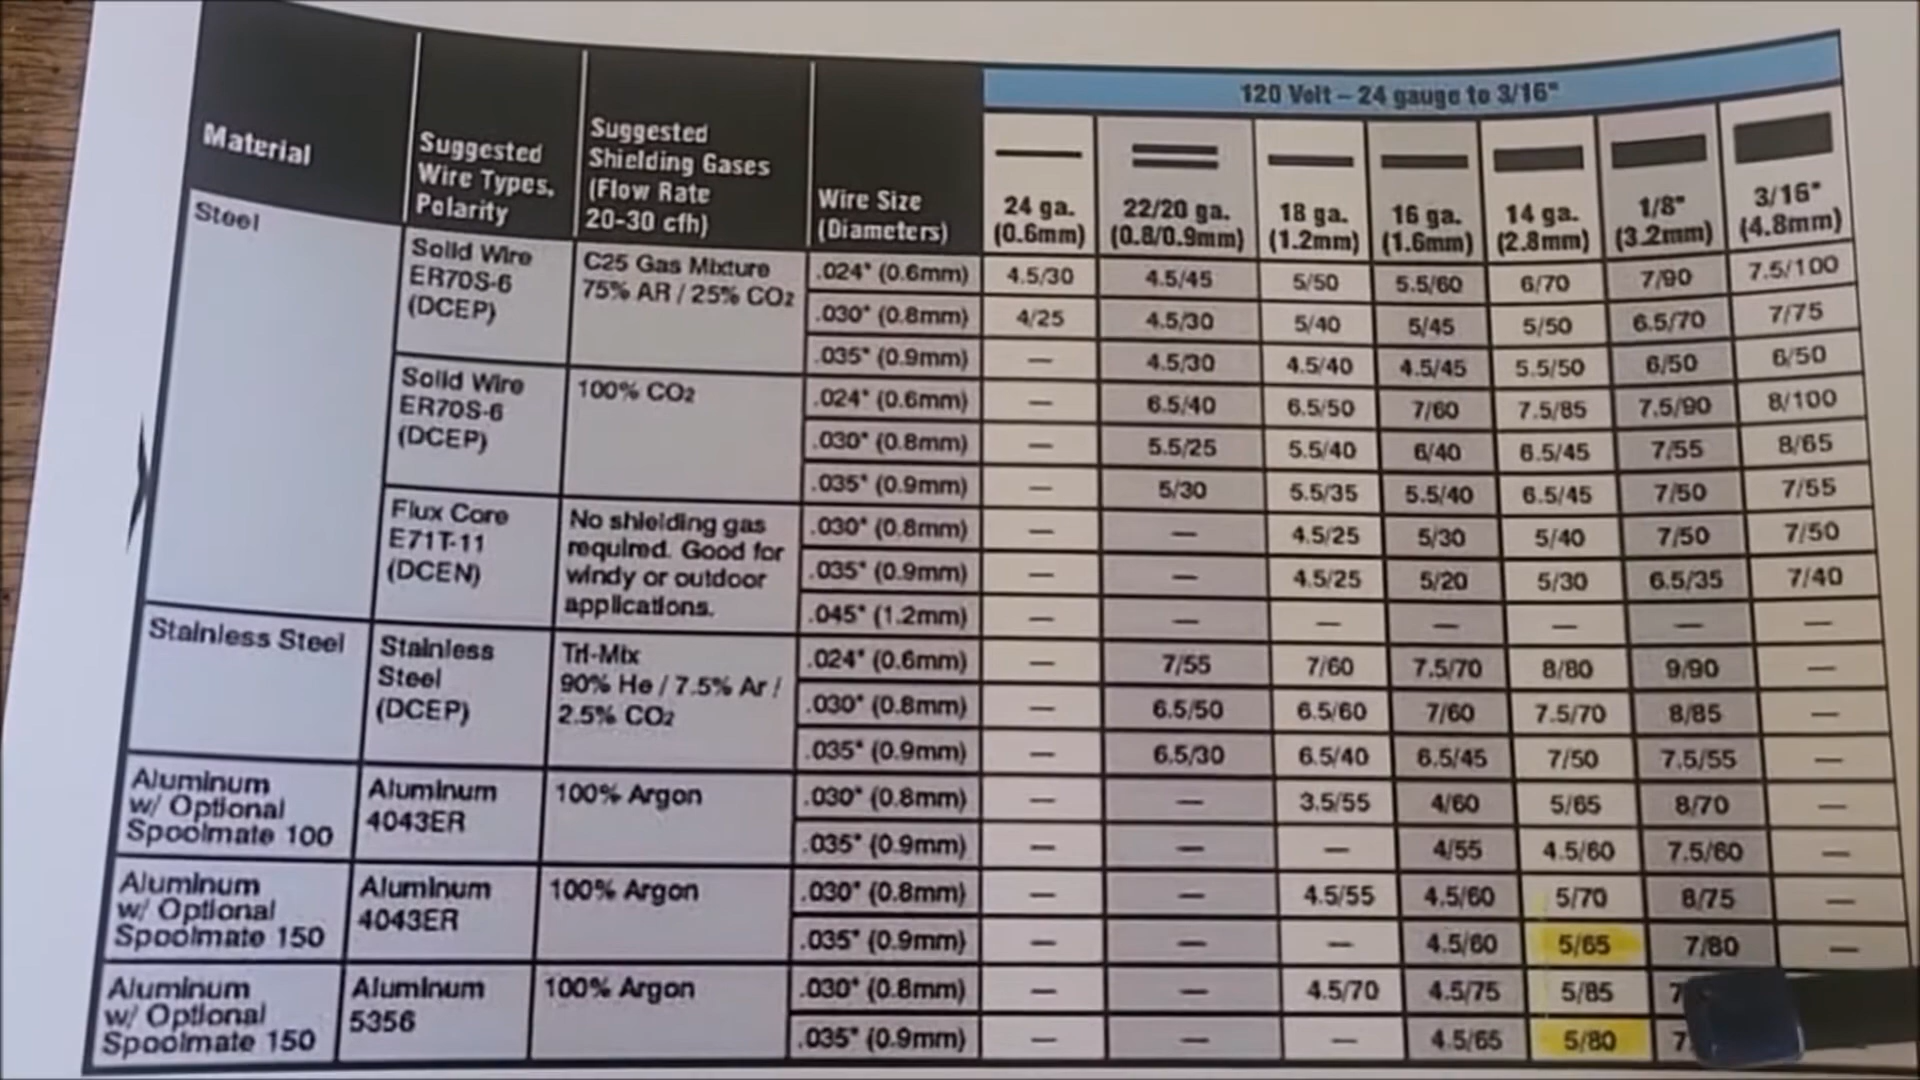 120 Volt – 24 gauge to 3/16"
Material
Suggested
Wire Types,
Polarity
Suggested
Shielding Gases
(Flow Rate
20-30 cfh)
Wire Size
(Diameters)
24 ga.
(0.6mm)
22/20 ga.
(0.8/0.9mm)
18 ga.
(1.2mm)
16 ga.
(1.6mm)
14 ga.
(2.8mm)
1/8"
(3.2mm)
3/16"
(4.8mm)
Steel
Solid Wire
ER70S-6
(DCEP)
C25 Gas Mixture
75% AR / 25% CO2
.024" (0.6mm) 4.5/30 4.5/45 5/50 5.5/60 6/70 7/90 7.5/100
.030" (0.8mm) 4/25 4.5/30 5/40 5/45 5/50 6.5/70 7/75
.035" (0.9mm) — 4.5/30 4.5/40 4.5/45 5.5/50 6/50 6/50
Solid Wire
ER70S-6
(DCEP)
100% CO2
.024" (0.6mm) — 6.5/40 6.5/50 7/60 7.5/85 7.5/90 8/100
.030" (0.8mm) — 5.5/25 5.5/40 6/40 6.5/45 7/55 8/65
.035" (0.9mm) — 5/30 5.5/35 5.5/40 6.5/45 7/50 7/55
Flux Core
E71T-11
(DCEN)
No shielding gas
required. Good for
windy or outdoor
applications.
.030" (0.8mm) — — 4.5/25 5/30 5/40 7/50 7/50
.035" (0.9mm) — — 4.5/25 5/20 5/30 6.5/35 7/40
.045" (1.2mm) — — — — — — —
Stainless Steel
Stainless
Steel
(DCEP)
Tri-Mix
90% He / 7.5% Ar /
2.5% CO2
.024" (0.6mm) — 7/55 7/60 7.5/70 8/80 9/90 —
.030" (0.8mm) — 6.5/50 6.5/60 7/60 7.5/70 8/85 —
.035" (0.9mm) — 6.5/30 6.5/40 6.5/45 7/50 7.5/55 —
Aluminum
w/ Optional
Spoolmate 100
Aluminum
4043ER
100% Argon
.030" (0.8mm) — — 3.5/55 4/60 5/65 8/70 —
.035" (0.9mm) — — — 4/55 4.5/60 7.5/60 —
Aluminum
w/ Optional
Spoolmate 150
Aluminum
4043ER
100% Argon
.030" (0.8mm) — — 4.5/55 4.5/60 5/70 8/75 —
.035" (0.9mm) — — — 4.5/60 5/65 7/80 —
Aluminum
w/ Optional
Spoolmate 150
Aluminum
5356
100% Argon
.030" (0.8mm) — — 4.5/70 4.5/75 5/85
.035" (0.9mm) — — — 4.5/65 5/80